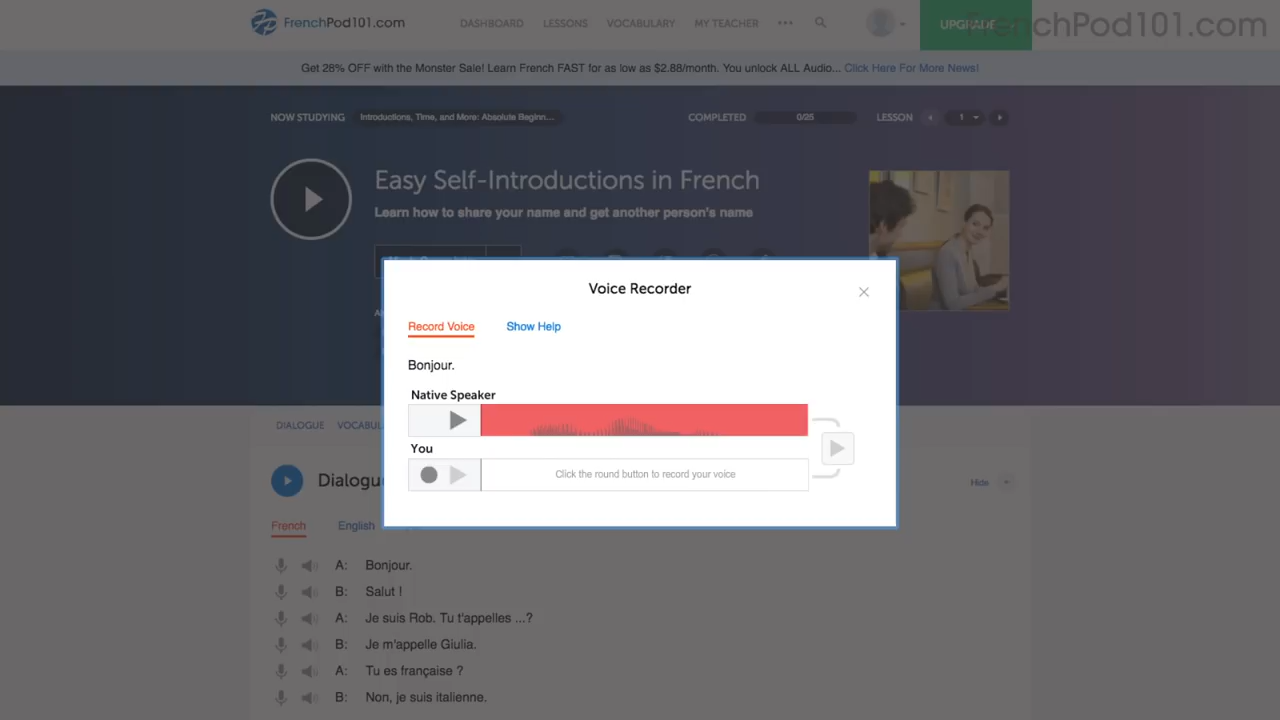 FrenchPod101.com
DASHBOARD LESSONS VOCABULARY MY TEACHER ••• UPGRADE FrenchPod101.com
Get 28% OFF with the Monster Sale! Learn French FAST for as low as $2.88/month. You unlock ALL Audio... Click Here For More News!
NOW STUDYING Introductions, Time, and More: Absolute Beginn... COMPLETED 0/25 LESSON 1
Easy Self-Introductions in French
Learn how to share your name and get another person's name
Voice Recorder
Record Voice Show Help
Bonjour.
Native Speaker
You
Click the round button to record your voice
DIALOGUE
Hide
French English
A: Bonjour.
B: Salut !
A: Je suis Rob. Tu t'appelles ...?
B: Je m'appelle Giulia.
A: Tu es française ?
B: Non, je suis italienne.